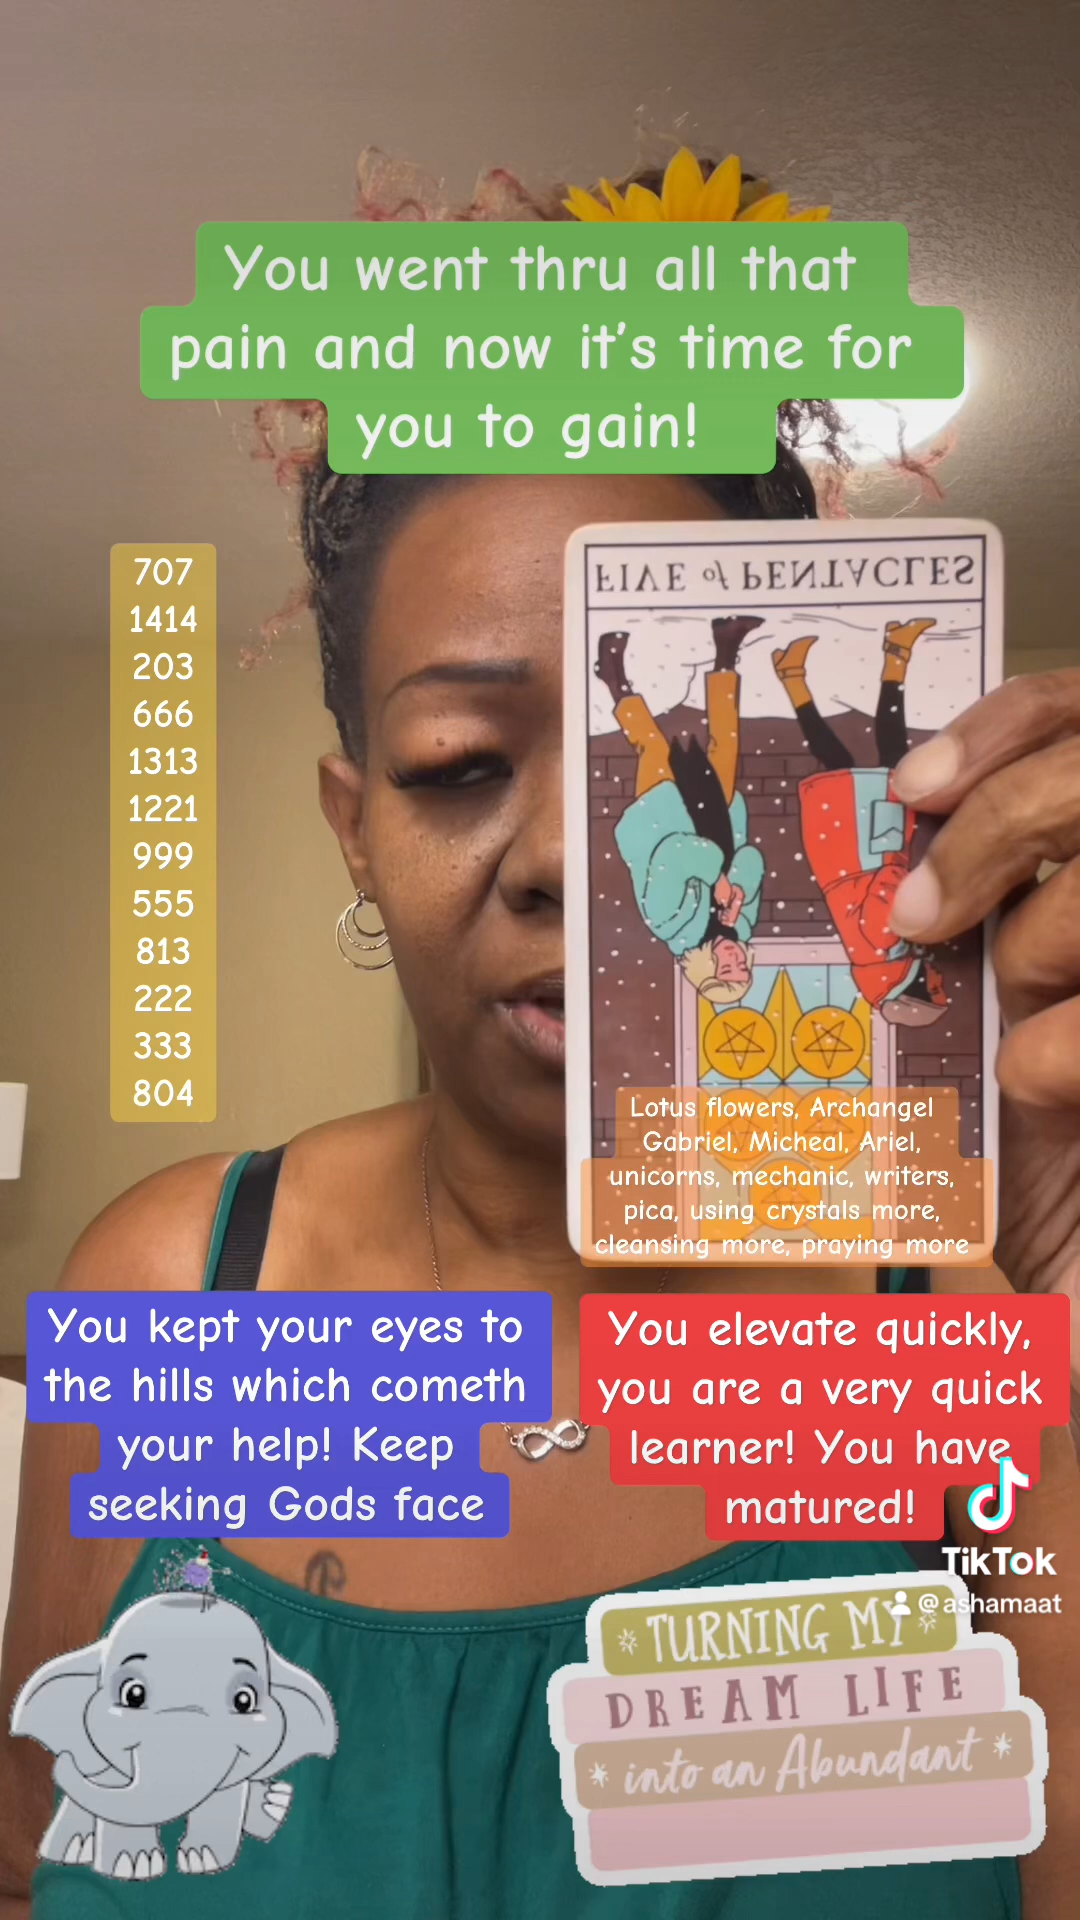 You went thru all that
pain and now it's time for
you to gain!
707
1414
203
666
1313
1221
999
555
813
222
333
804
FIVE of PENTACLES
Lotus flowers, Archangel
Gabriel, Micheal, Ariel,
unicorns, mechanic, writers,
pica, using crystals more,
cleansing more, praying more
You kept your eyes to
the hills which cometh
your help! Keep
seeking Gods face
You elevate quickly,
you are a very quick
learner! You have
matured!
TikTok
@ashamaat
TURNING MY
DREAM LIFE
into an Abundant